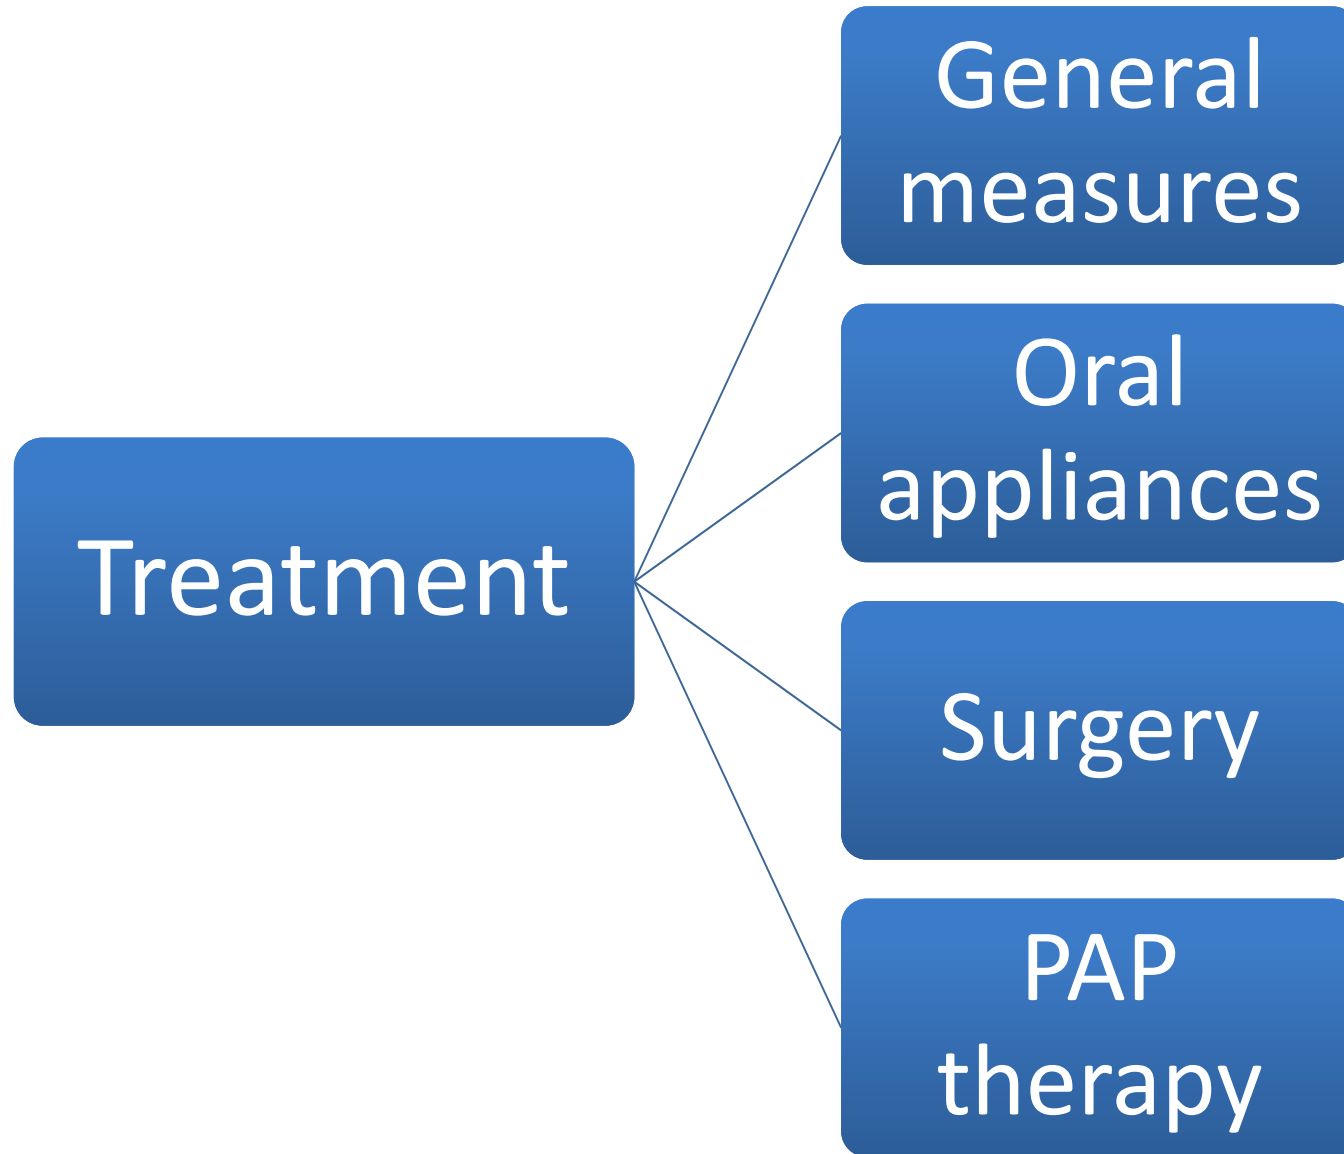 Treatment
General
measures
Oral
appliances
Surgery
PAP
therapy